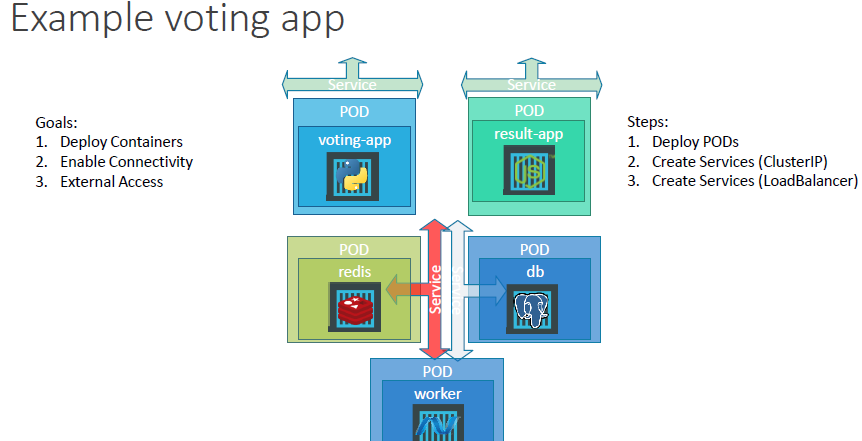 Example voting app
Service
Service
POD
POD
voting-app
result-app
JS
Goals:
1. Deploy Containers
2. Enable Connectivity
3. External Access
Steps:
1. Deploy PODs
2. Create Services (ClusterIP)
3. Create Services (LoadBalancer)
POD
POD
redis
db
Service
Service
POD
worker